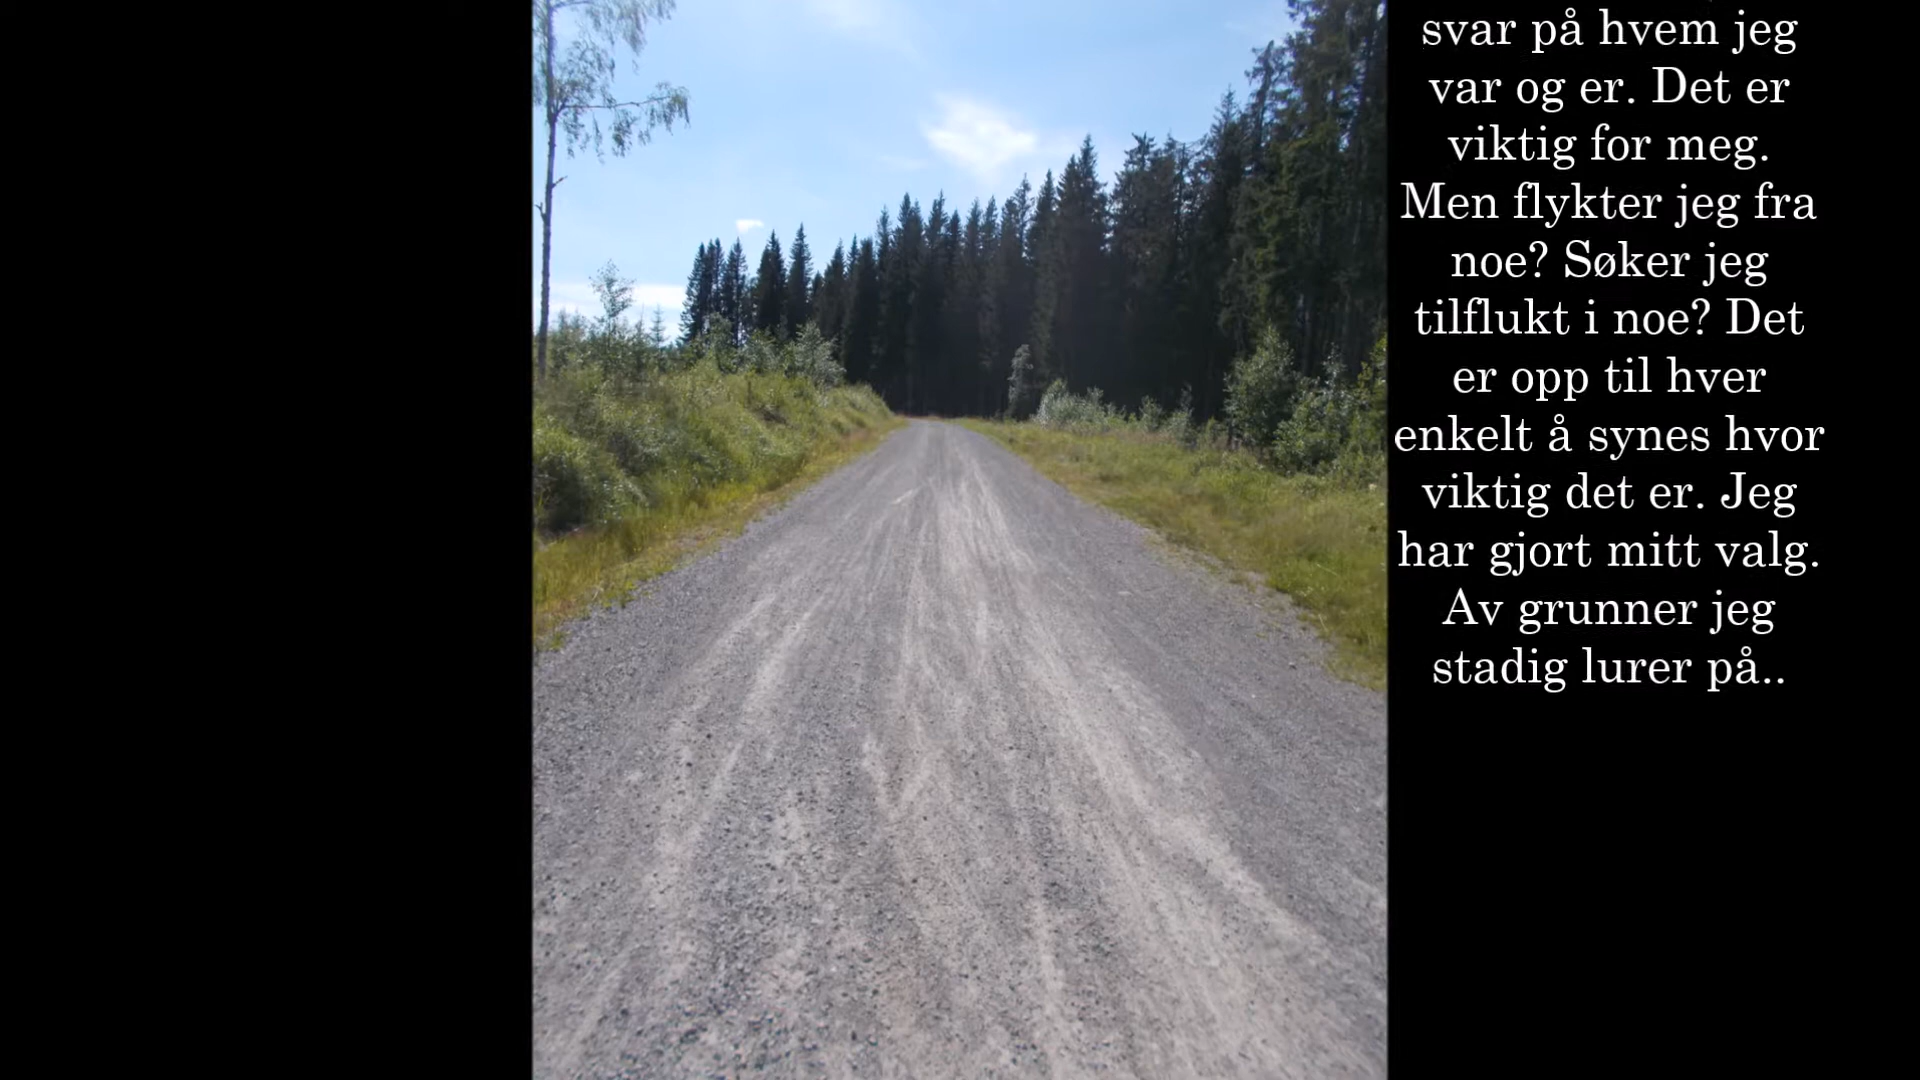 svar på hvem jeg
var og er. Det er
viktig for meg.
Men flykter jeg fra
noe? Søker jeg
tilflukt i noe? Det
er opp til hver
enkelt å synes hvor
viktig det er. Jeg
har gjort mitt valg.
Av grunner jeg
stadig lurer på..